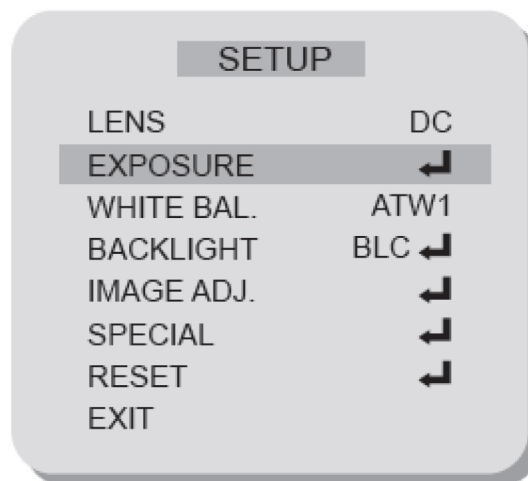 SETUP
LENS DC
EXPOSURE ↵
WHITE BAL. ATW1
BACKLIGHT BLC ↵
IMAGE ADJ. ↵
SPECIAL ↵
RESET ↵
EXIT